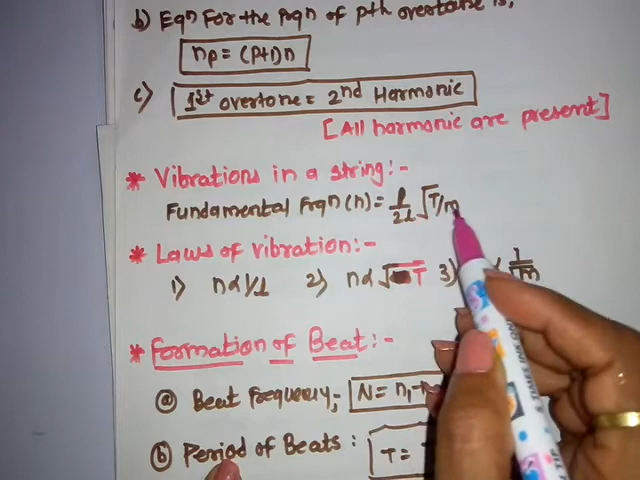 b) Eqn For the Frqn of pth overtone is,
np = (P+1)n
c) 1st overtone = 2nd Harmonic
[All harmonic are present]
* Vibrations in a string:-
Fundamental Frqn (n) = l/2l √T/m
* Laws of vibration:-
1) n α 1/l 2) n α √T 3) 1/√m
* Formation of Beat:-
(a) Beat Frequency:- N = n1-
(b) Period of Beats: T =